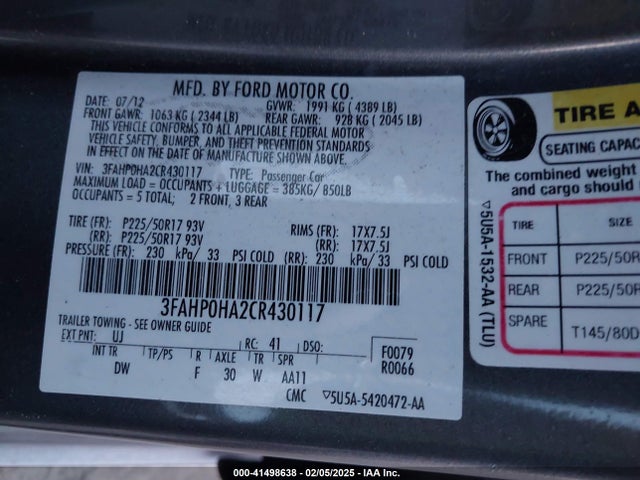 MFD. BY FORD MOTOR CO.
DATE: 07/12 GVWR: 1991 KG ( 4389 LB)
FRONT GAWR: 1063 KG ( 2344 LB) REAR GAWR: 928 KG ( 2045 LB)
THIS VEHICLE CONFORMS TO ALL APPLICABLE FEDERAL MOTOR
VEHICLE SAFETY, BUMPER, AND THEFT PREVENTION STANDARDS
IN EFFECT ON THE DATE OF MANUFACTURE SHOWN ABOVE.
VIN: 3FAHP0HA2CR430117 TYPE: Passenger Car
MAXIMUM LOAD = OCCUPANTS + LUGGAGE = 385KG/ 850LB
OCCUPANTS = 5 TOTAL; 2 FRONT, 3 REAR
TIRE (FR): P225/50R17 93V RIMS (FR): 17X7.5J
(RR): P225/50R17 93V (RR): 17X7.5J
PRESSURE (FR): 230 kPa/ 33 PSI COLD (RR): 230 kPa/ 33 PSI COLD
3FAHP0HA2CR430117
TRAILER TOWING - SEE OWNER GUIDE
EXT PNT: UJ RC: 41 DSO: F0079
INT TR TP/PS R AXLE TR SPR R0066
DW F 30 W AA11
CMC ▽5U5A-5420472-AA
▽5U5A-1532-AA (TLU)
TIRE A
SEATING CAPAC
The combined weight
and cargo should
TIRE SIZE
FRONT P225/50R
REAR P225/50R
SPARE T145/80D
000-41498638 - 02/05/2025 - IAA Inc.